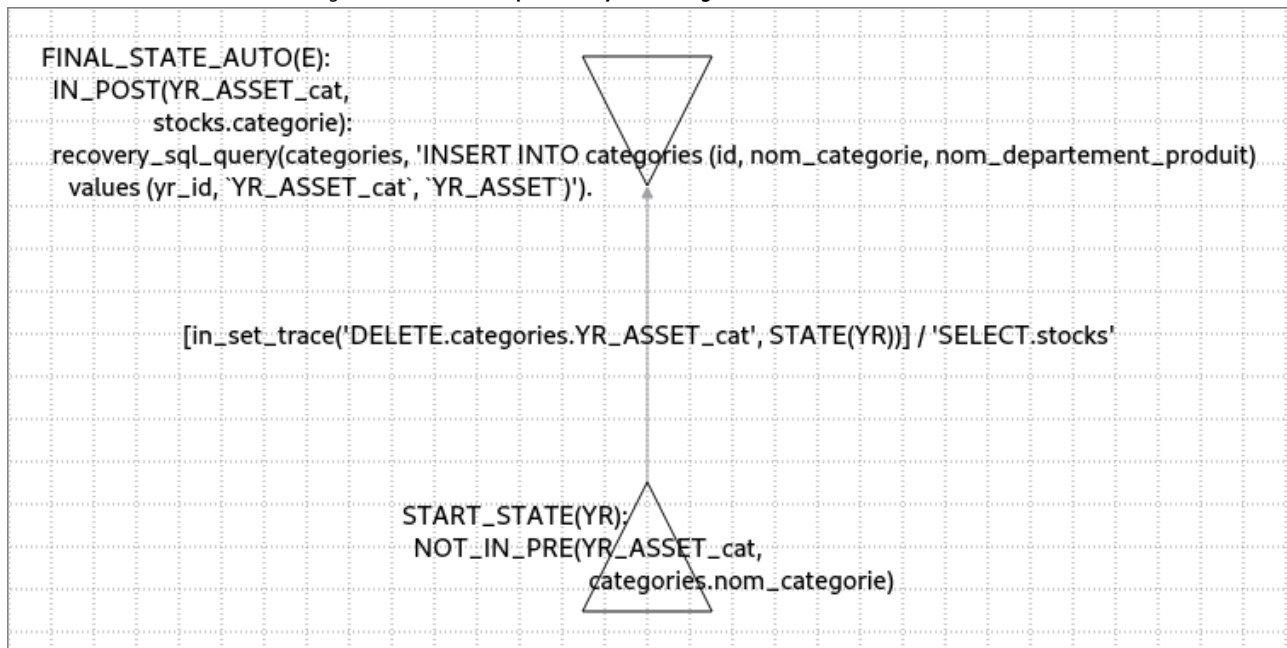 FINAL_STATE_AUTO(E):
IN_POST(YR_ASSET_cat,
stocks.categorie):
recovery_sql_query(categories, 'INSERT INTO categories (id, nom_categorie, nom_departement_produit)
values (yr_id, `YR_ASSET_cat`, `YR_ASSET`)').
[in_set_trace('DELETE.categories.YR_ASSET_cat', STATE(YR))] / 'SELECT.stocks'
START_STATE(YR):
NOT_IN_PRE(YR_ASSET_cat,
categories.nom_categorie)